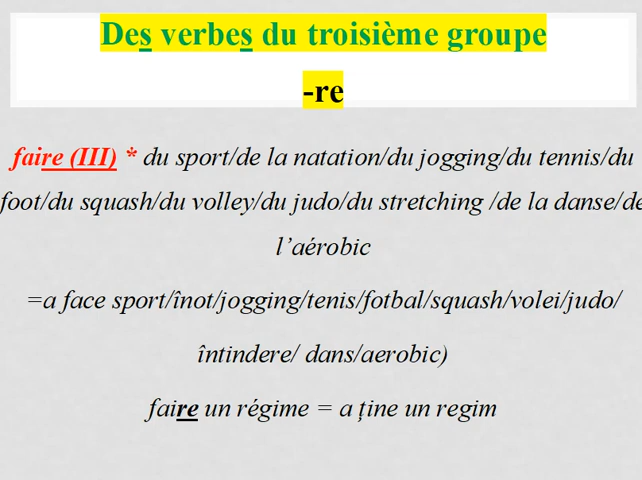 Des verbes du troisième groupe
-re
faire (III) * du sport/de la natation/du jogging/du tennis/du
foot/du squash/du volley/du judo/du stretching /de la danse/de
l’aérobic
=a face sport/înot/jogging/tenis/fotbal/squash/volei/judo/
întindere/ dans/aerobic)
faire un régime = a ţine un regim